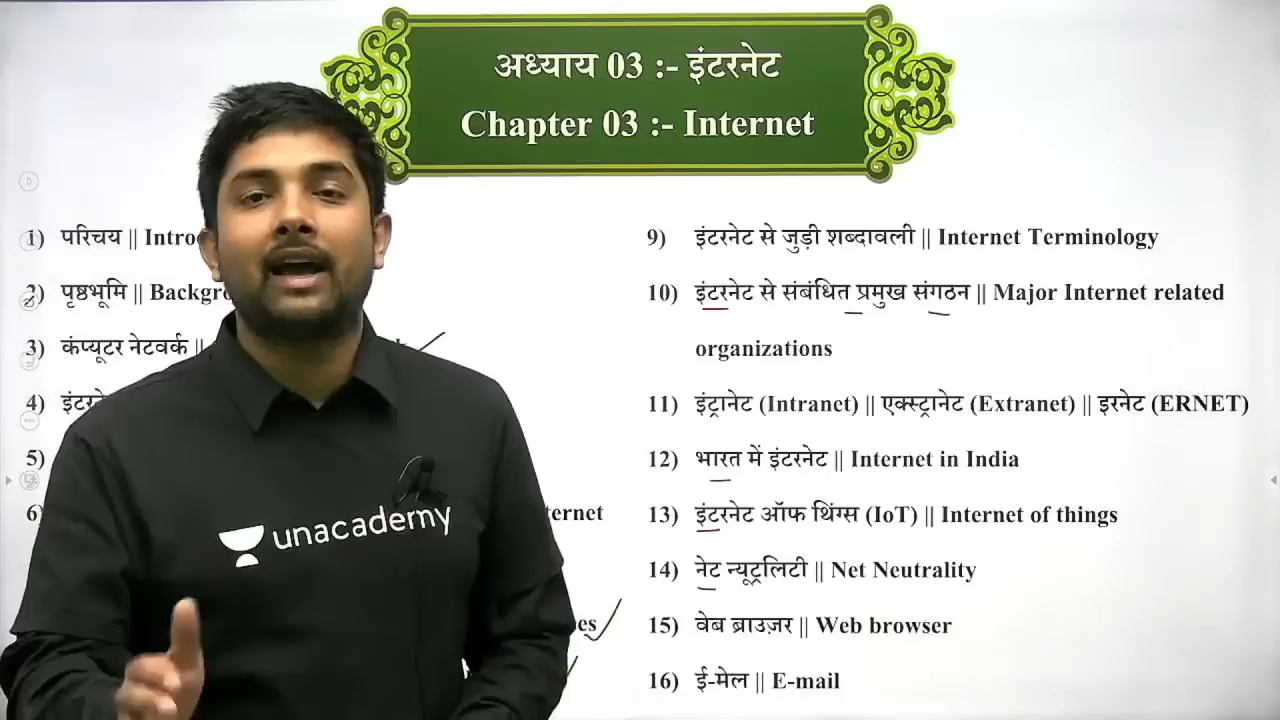 अध्याय 03 :- इंटरनेट
Chapter 03 :- Internet
1) परिचय ||
2) पृष्ठभूमि ||
3) कंप्यूटर नेटवर्क ||
4)
5)
6)
unacademy
9) इंटरनेट से जुड़ी शब्दावली || Internet Terminology
10) इंटरनेट से संबंधित प्रमुख संगठन || Major Internet related
organizations
11) इंट्रानेट (Intranet) || एक्स्ट्रानेट (Extranet) || इरनेट (ERNET)
12) भारत में इंटरनेट || Internet in India
13) इंटरनेट ऑफ थिंग्स (IoT) || Internet of things
14) नेट न्यूट्रलिटी || Net Neutrality
15) वेब ब्राउज़र || Web browser
16) ई-मेल || E-mail